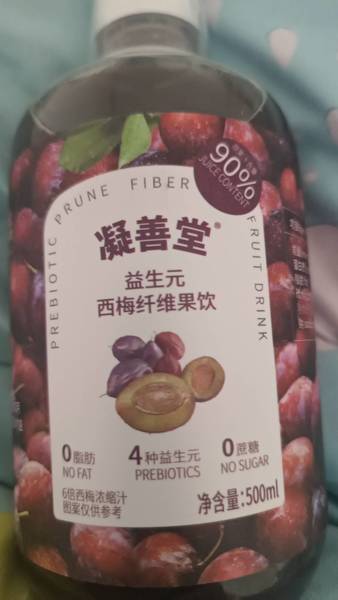 90%
JUICE CONTENT
PREBIOTIC PRUNE FIBER FRUIT DRINK
凝善堂®
益生元
西梅纤维果饮
0脂肪 4种益生元 0蔗糖
NO FAT PREBIOTICS NO SUGAR
6倍西梅浓缩汁
图案仅供参考
净含量:500ml